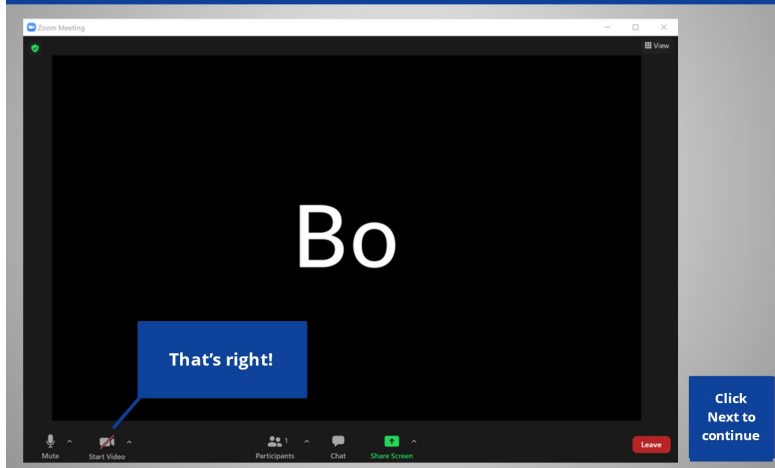 Zoom Meeting
View
Bo
That's right!
Click
Next to
continue
Mute
Start Video
Participants
1
Chat
Share Screen
Leave